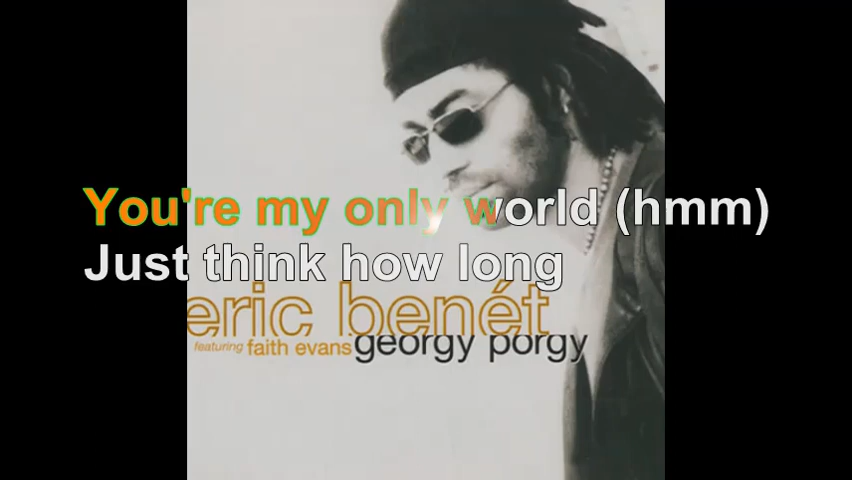 You're my only world (hmm)
Just think how long
eric benét
featuring faith evans georgy porgy